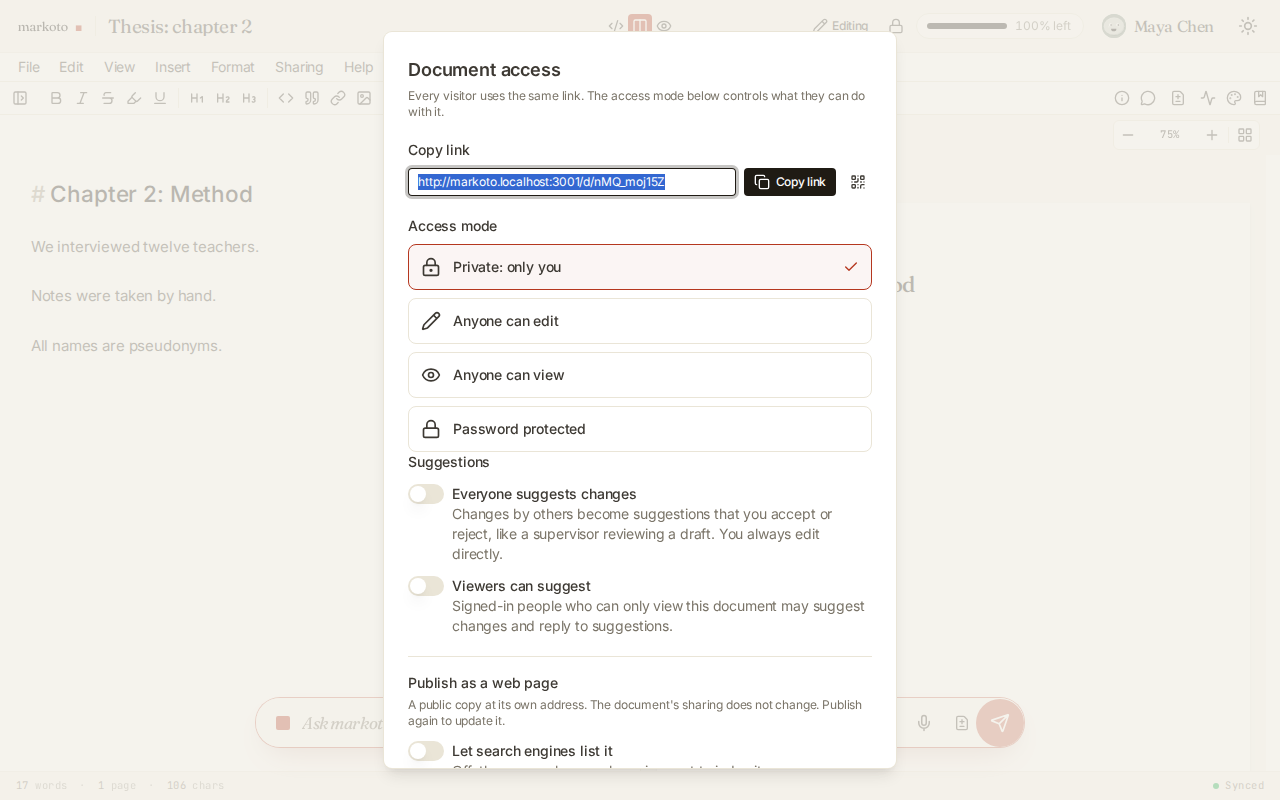 markoto
Thesis: chapter 2
Editing
100% left
Maya Chen
File Edit View Insert Format Sharing Help
B I S U H1 H2 H3
75%
# Chapter 2: Method
We interviewed twelve teachers.
Notes were taken by hand.
All names are pseudonyms.
Document access
Every visitor uses the same link. The access mode below controls what they can do
with it.
Copy link
http://markoto.localhost:3001/d/nMQ_moj15Z
Copy link
Access mode
Private: only you
Anyone can edit
Anyone can view
Password protected
Suggestions
Everyone suggests changes
Changes by others become suggestions that you accept or
reject, like a supervisor reviewing a draft. You always edit
directly.
Viewers can suggest
Signed-in people who can only view this document may suggest
changes and reply to suggestions.
Publish as a web page
A public copy at its own address. The document's sharing does not change. Publish
again to update it.
Let search engines list it
Ask markot
17 words · 1 page · 106 chars
Synced